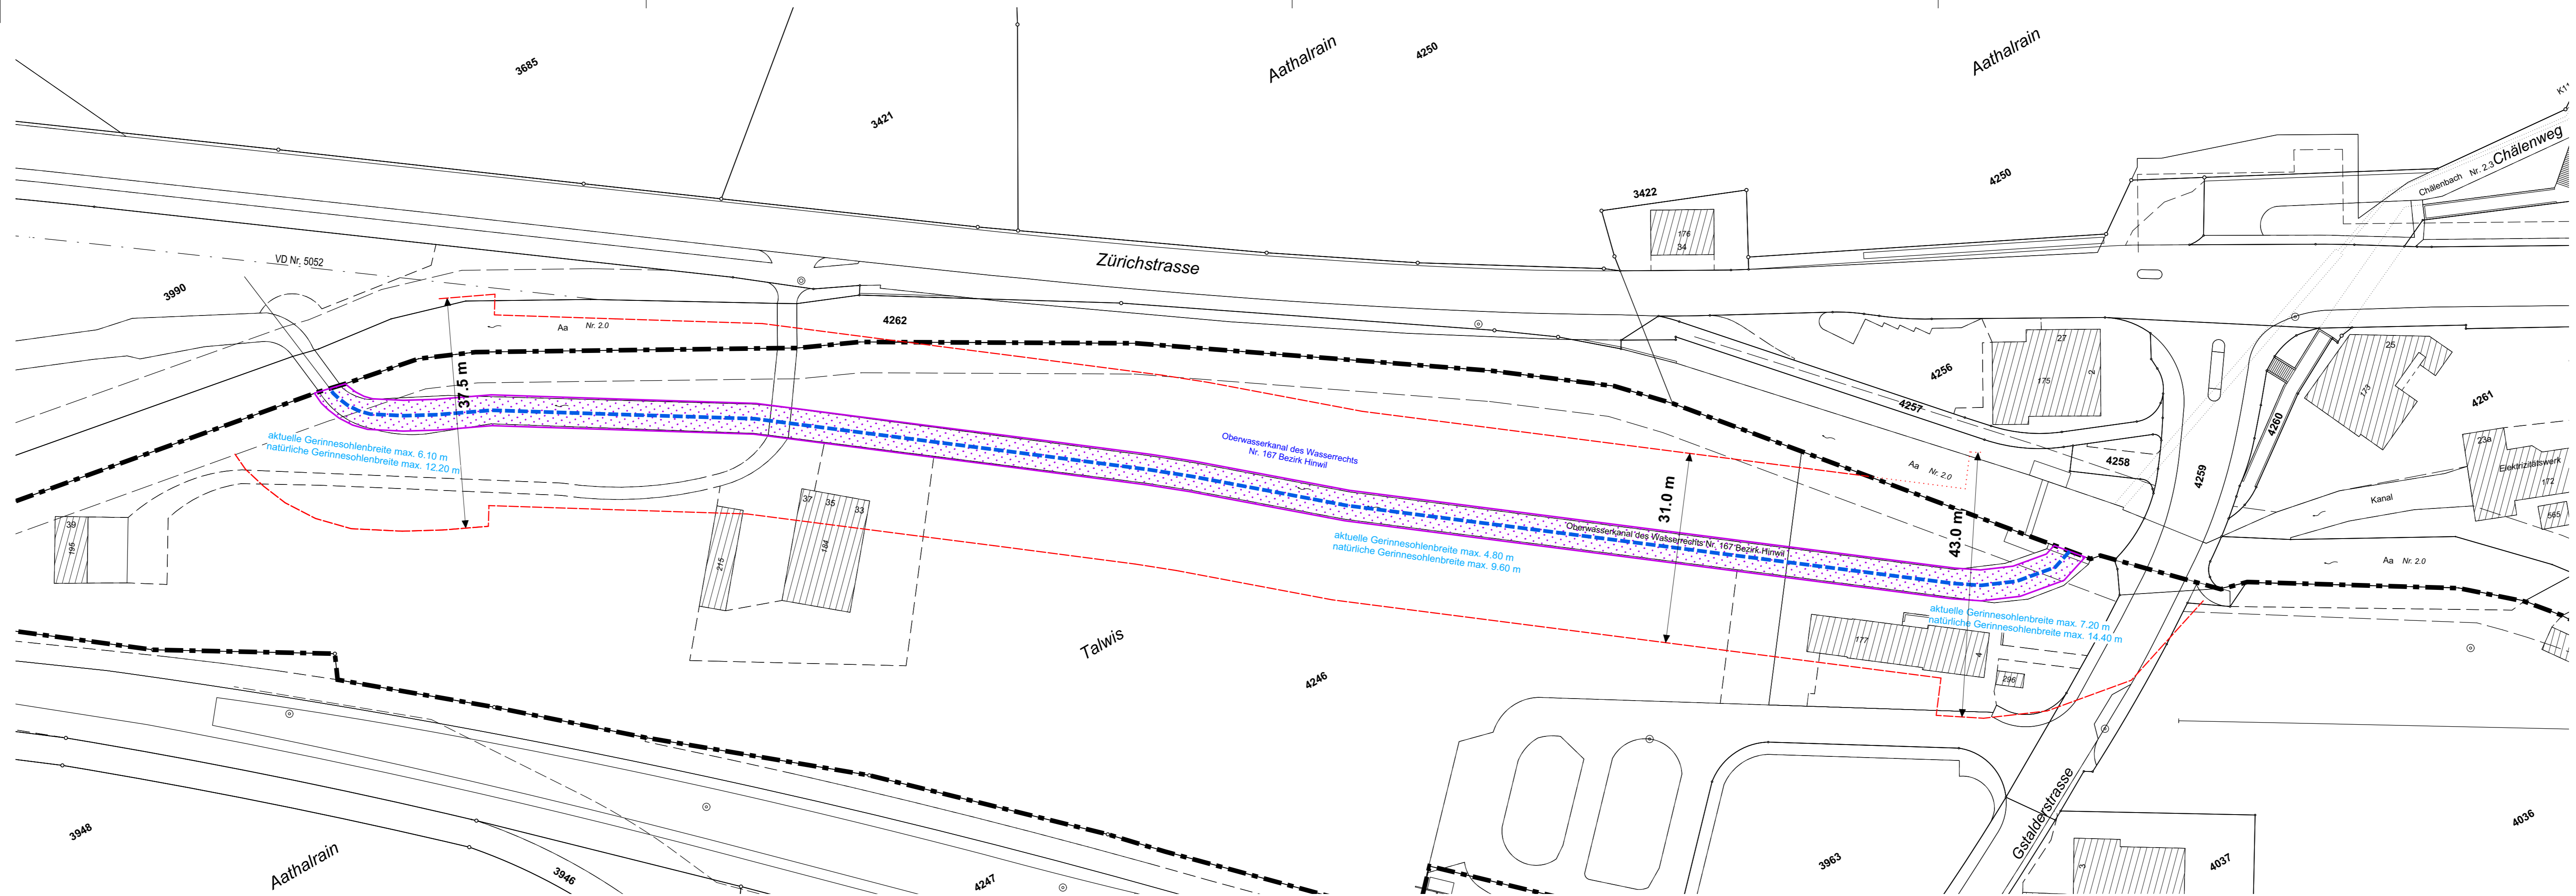 3685
Aathalrain
4250
Aathalrain
3421
Chälenweg
Chälenbach Nr. 2.3
4250
3422
176
34
Zürichstrasse
VD Nr. 5052
3990
Aa Nr. 2.0
4262
37.5 m
27
175
2
4256
4257
25
173
4261
4260
4259
4258
23a
Elektrizitätswerk
172
565
Kanal
aktuelle Gerinnesohlenbreite max. 6.10 m
natürliche Gerinnesohlenbreite max. 12.20 m
Oberwasserkanal des Wasserrechts
Nr. 167 Bezirk Hinwil
Aa Nr. 2.0
31.0 m
43.0 m
Oberwasserkanal des Wasserrechts Nr. 167 Bezirk Hinwil
aktuelle Gerinnesohlenbreite max. 4.80 m
natürliche Gerinnesohlenbreite max. 9.60 m
39
195
37
35
33
184
215
Aa Nr. 2.0
aktuelle Gerinnesohlenbreite max. 7.20 m
natürliche Gerinnesohlenbreite max. 14.40 m
177
4
296
Talwis
4246
Gstalderstrasse
3948
Aathalrain
3946
4247
3963
3
4037
4036